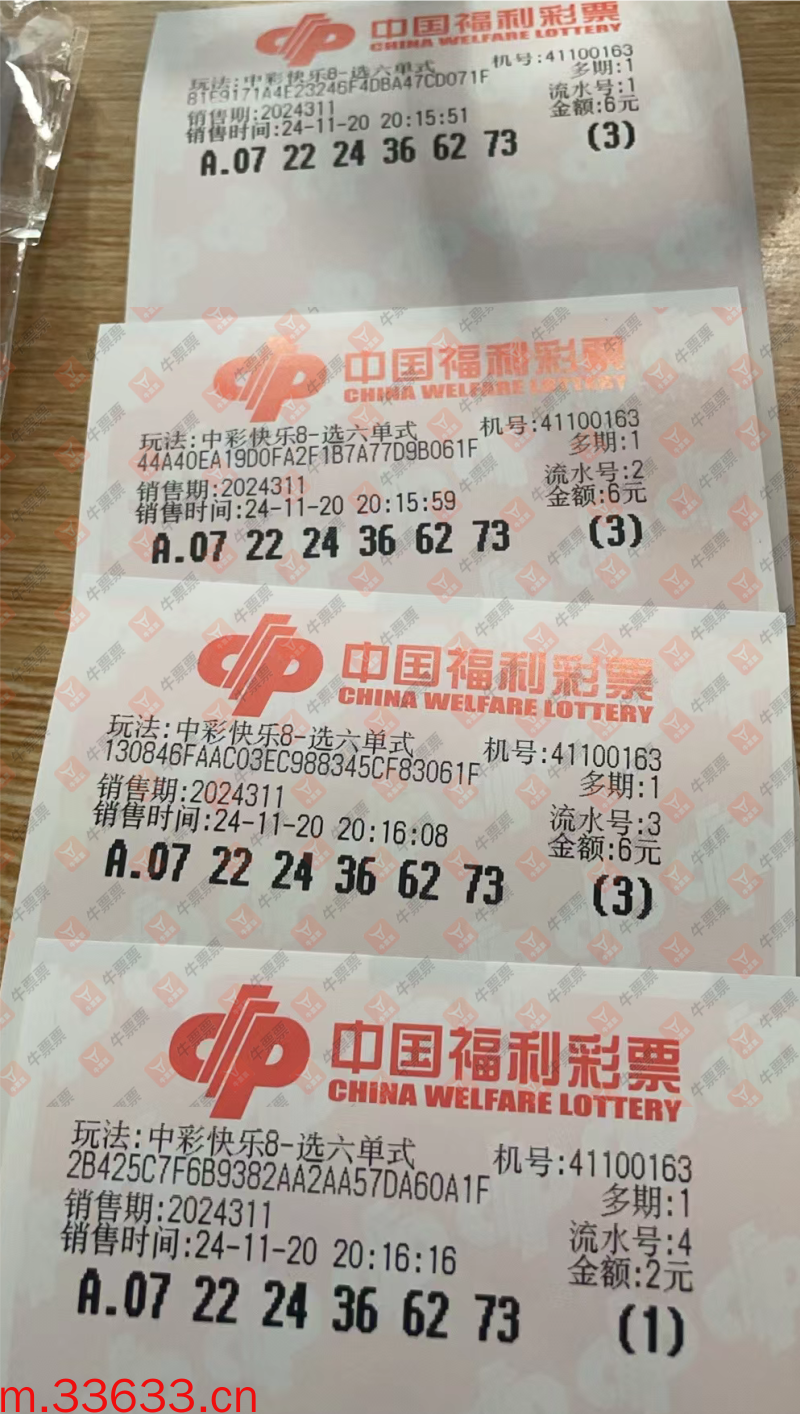 中国福利彩票
CHINA WELFARE LOTTERY
玩法:中彩快乐8-选六单式 机号:41100163
81E9171A4E23246F4DBA47CD071F 多期:1
销售期:2024311 流水号:1
销售时间:24-11-20 20:15:51 金额:6元
A.07 22 24 36 62 73 (3)
中国福利彩票
CHINA WELFARE LOTTERY
玩法:中彩快乐8-选六单式 机号:41100163
44A40EA19D0FA2F1B7A77D9B061F 多期:1
销售期:2024311 流水号:2
销售时间:24-11-20 20:15:59 金额:6元
A.07 22 24 36 62 73 (3)
中国福利彩票
CHINA WELFARE LOTTERY
玩法:中彩快乐8-选六单式 机号:41100163
130846FAAC03EC988345CF83061F 多期:1
销售期:2024311 流水号:3
销售时间:24-11-20 20:16:08 金额:6元
A.07 22 24 36 62 73 (3)
中国福利彩票
CHINA WELFARE LOTTERY
玩法:中彩快乐8-选六单式 机号:41100163
2B425C7F6B9382AA2AA57DA60A1F 多期:1
销售期:2024311 流水号:4
销售时间:24-11-20 20:16:16 金额:2元
A.07 22 24 36 62 73 (1)
牛票票
m.33633.cn